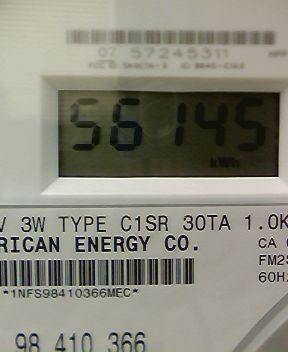 07 57245311
56145
kWh
V 3W TYPE C1SR 30TA 1.0K
RICAN ENERGY CO.
CA
FM2S
60H
*1NFS98410366MEC*
98 410 366